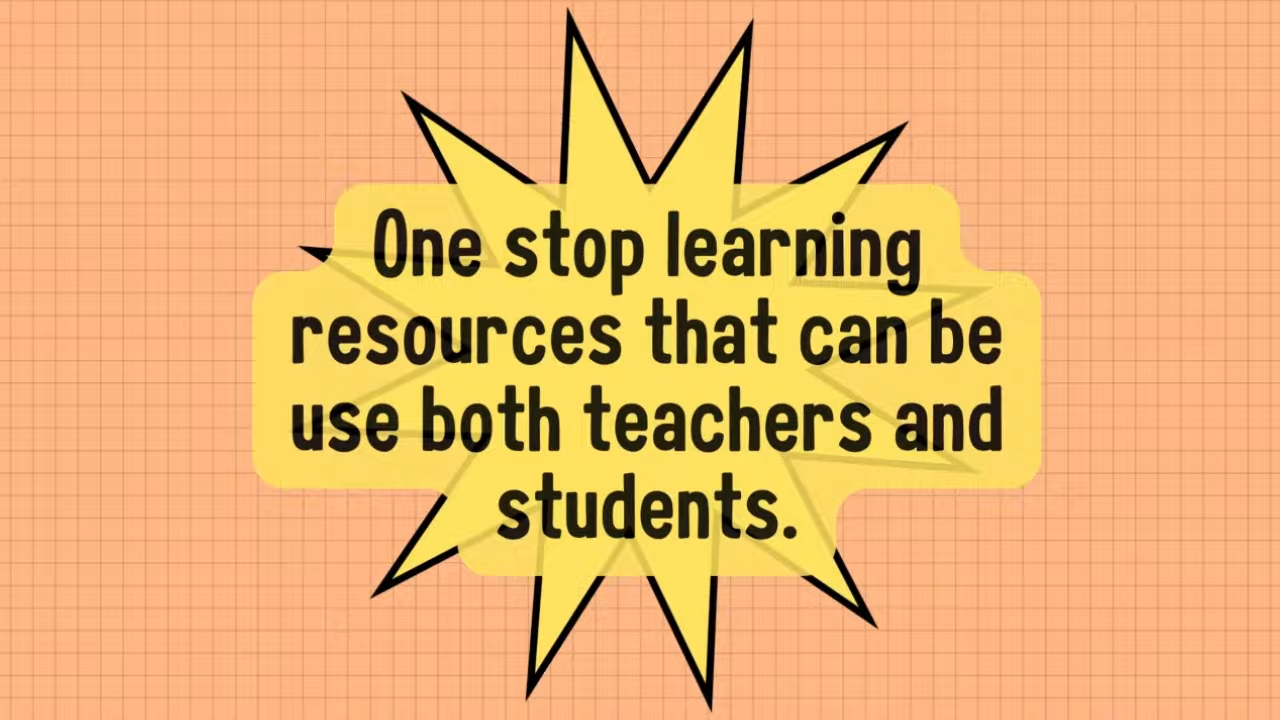 One stop learning
resources that can be
use both teachers and
students.